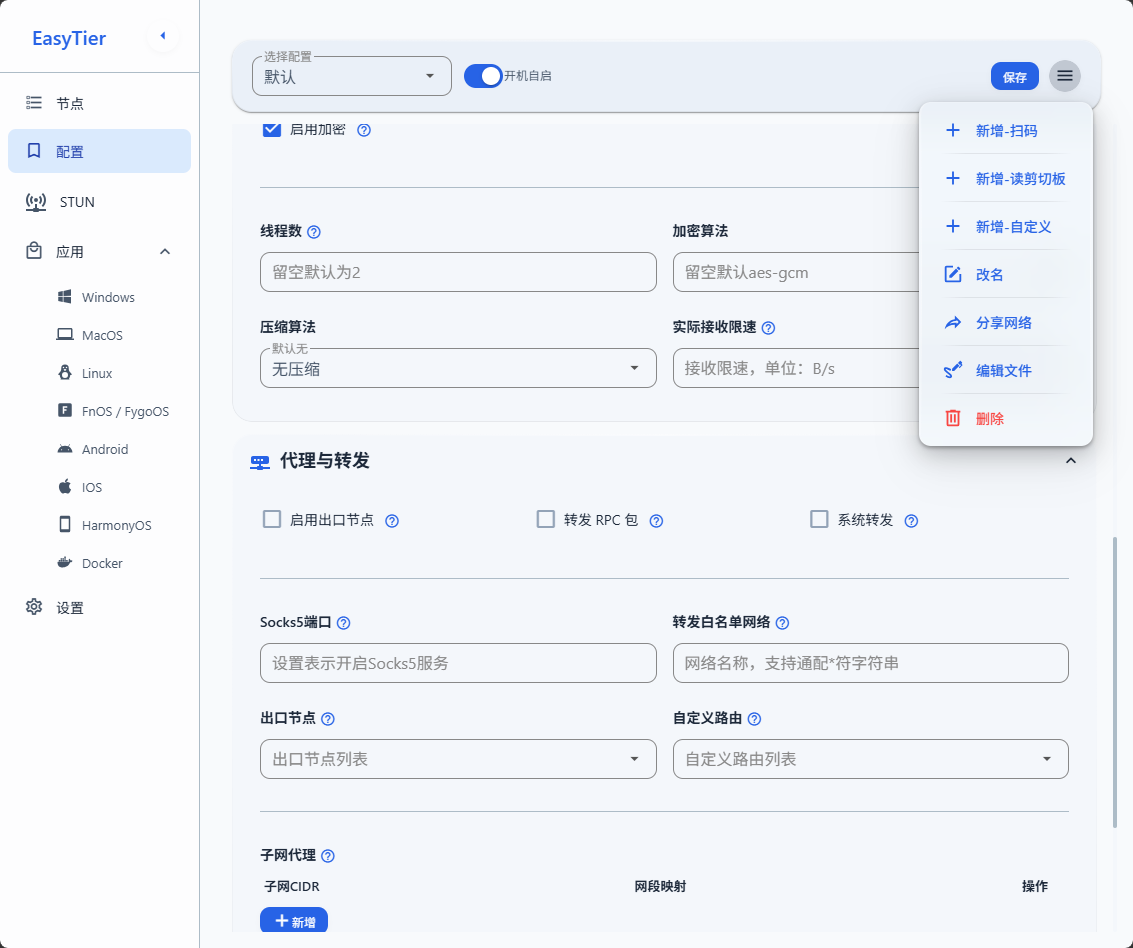 EasyTier
节点
配置
STUN
应用
Windows
MacOS
Linux
FnOS / FygoOS
Android
IOS
HarmonyOS
Docker
设置
选择配置
默认
开机自启
保存
新增-扫码
新增-读剪切板
新增-自定义
改名
分享网络
编辑文件
删除
启用加密
线程数
加密算法
留空默认为2
留空默认aes-gcm
压缩算法
实际接收限速
默认无
无压缩
接收限速，单位：B/s
代理与转发
启用出口节点
转发 RPC 包
系统转发
Socks5端口
转发白名单网络
设置表示开启Socks5服务
网络名称，支持通配*符字符串
出口节点
自定义路由
出口节点列表
自定义路由列表
子网代理
子网CIDR
网段映射
操作
新增